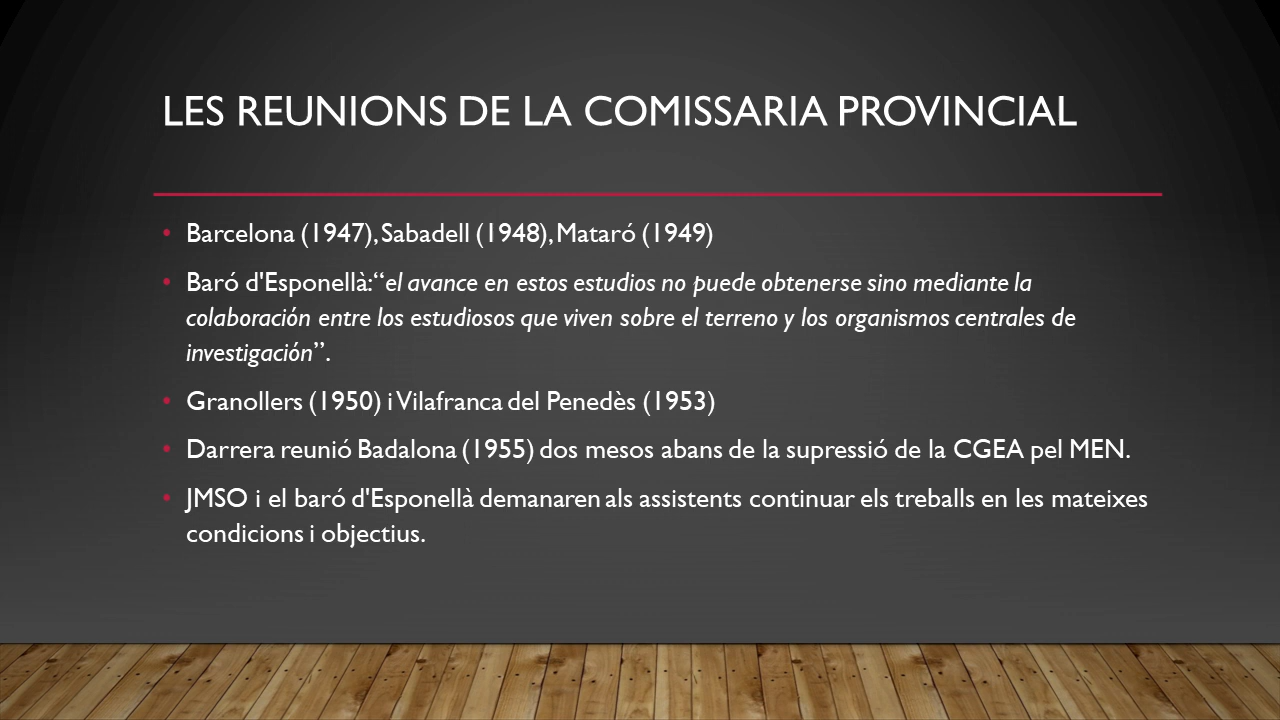 LES REUNIONS DE LA COMISSARIA PROVINCIAL
• Barcelona (1947), Sabadell (1948), Mataró (1949)
• Baró d'Esponellà: “el avance en estos estudios no puede obtenerse sino mediante la
colaboración entre los estudiosos que viven sobre el terreno y los organismos centrales de
investigación”.
• Granollers (1950) i Vilafranca del Penedès (1953)
• Darrera reunió Badalona (1955) dos mesos abans de la supressió de la CGEA pel MEN.
• JMSO i el baró d'Esponellà demanaren als assistents continuar els treballs en les mateixes
condicions i objectius.